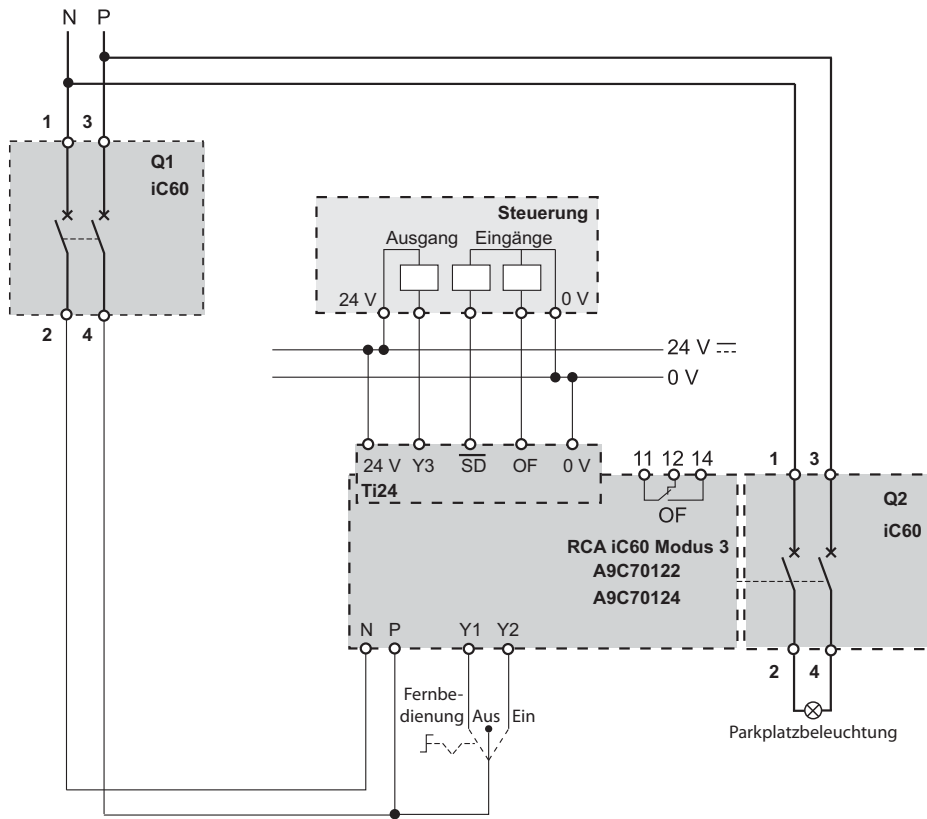 N P
1 3
Q1
iC60
2 4
Steuerung
Ausgang Eingänge
24 V 0 V
24 V
0 V
24 V Y3 SD OF 0 V
Ti24
11 12 14
OF
RCA iC60 Modus 3
A9C70122
A9C70124
1 3
Q2
iC60
2 4
N P Y1 Y2
Fernbe-
dienung Aus Ein
Parkplatzbeleuchtung